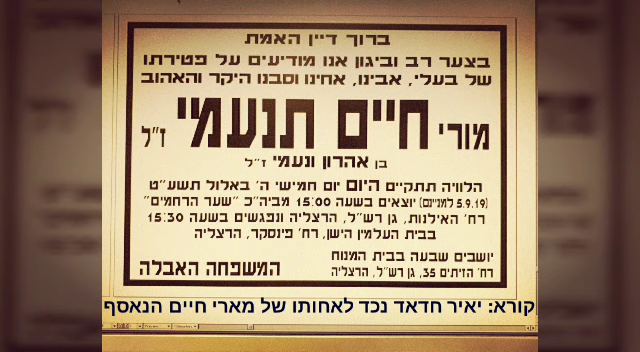 ברוך דיין האמת
בצער רב וביגון אנו מודיעים על פטירתו
של בעלי, אבינו, אחינו וסבנו היקר והאהוב
מורי חיים תנעמי ז"ל
בן אהרון ונעמי ז"ל
הלוויה תתקיים היום יום חמישי ה' באלול תשע"ט
(5.9.19 למניינם) יוצאים בשעה 15:00 מביה"כ "שער הרחמים"
רח' האילנות, גן רש"ל, הרצליה ונפגשים בשעה 15:30
בבית העלמין הישן, רח' פינסקר, הרצליה
יושבים שבעה בבית המנוח
רח' הזיתים 35, גן רש"ל, הרצליה
המשפחה האבלה
קורא: יאיר חדאד נכד לאחותו של מארי חיים הנאסף